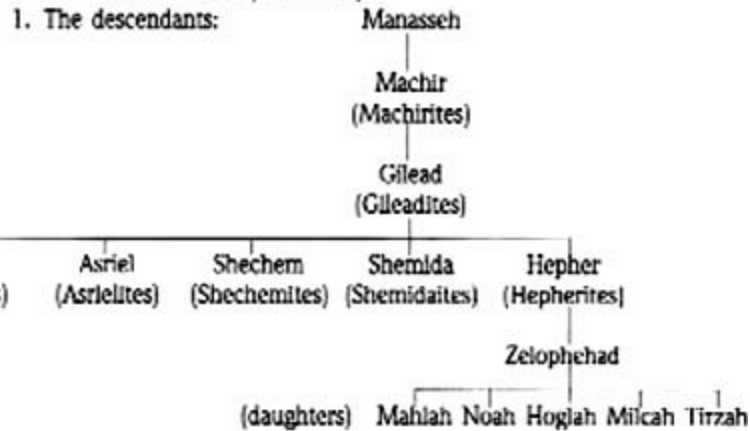 1. The descendants: Manasseh
Machir
(Machirites)
Gilead
(Gileadites)
Asriel Shechem Shemida Hepher
(Asrielites) (Shechemites) (Shemidaites) (Hepherites)
Zelophehad
(daughters) Mahlah Noah Hoglah Milcah Tirzah